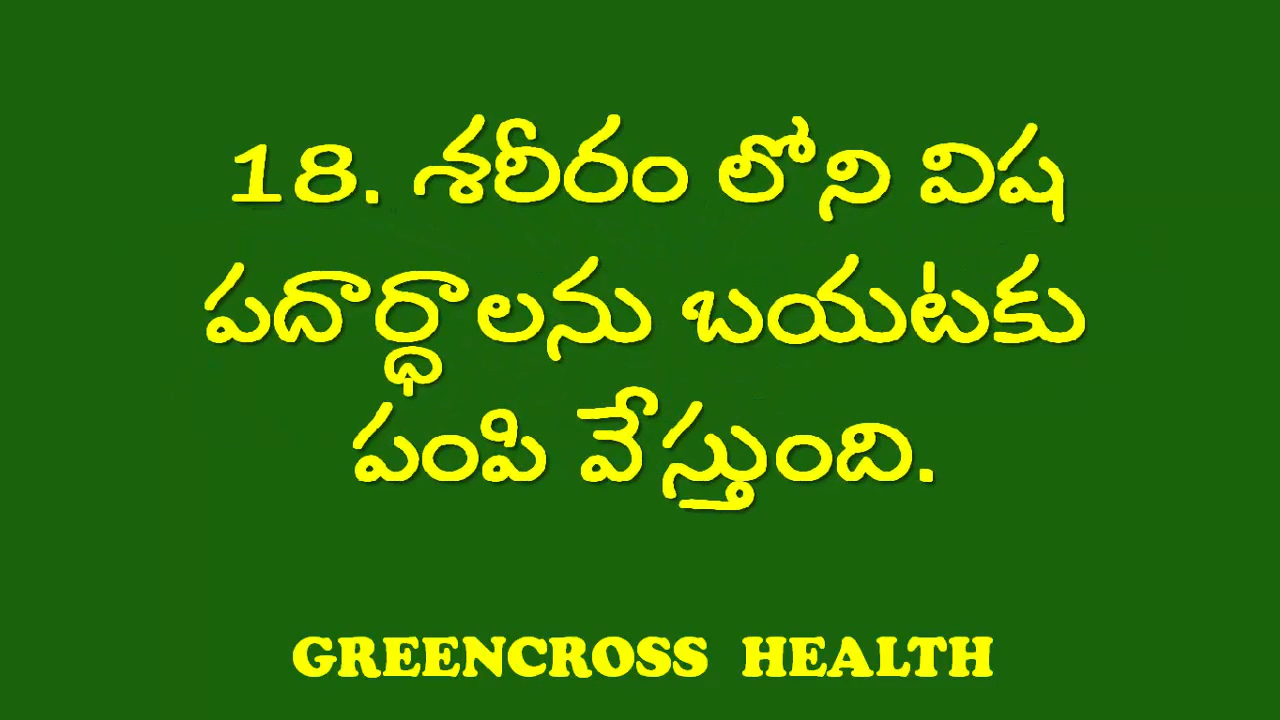 18. శరీరం లోని విష
పదార్ధాలను బయటకు
పంపి వేస్తుంది.
GREENCROSS HEALTH